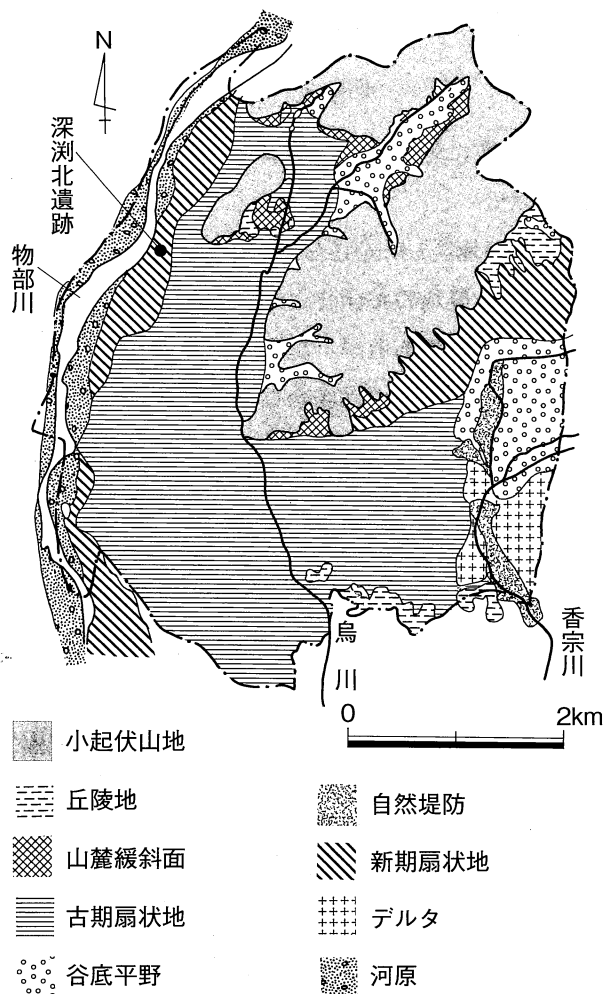 N
深渕北遺跡
物部川
烏川
香宗川
0 2km
小起伏山地
丘陵地
山麓緩斜面
古期扇状地
谷底平野
自然堤防
新期扇状地
デルタ
河原